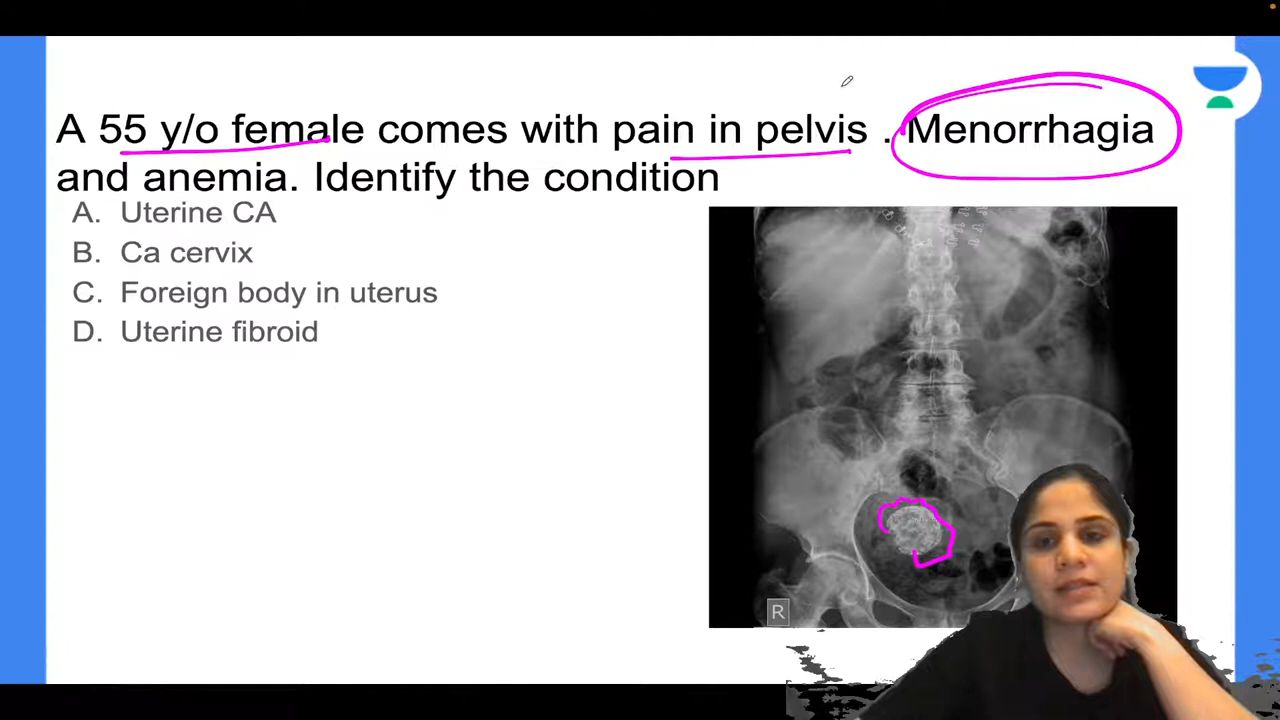 A 55 y/o female comes with pain in pelvis . Menorrhagia
and anemia. Identify the condition
A. Uterine CA
B. Ca cervix
C. Foreign body in uterus
D. Uterine fibroid
R